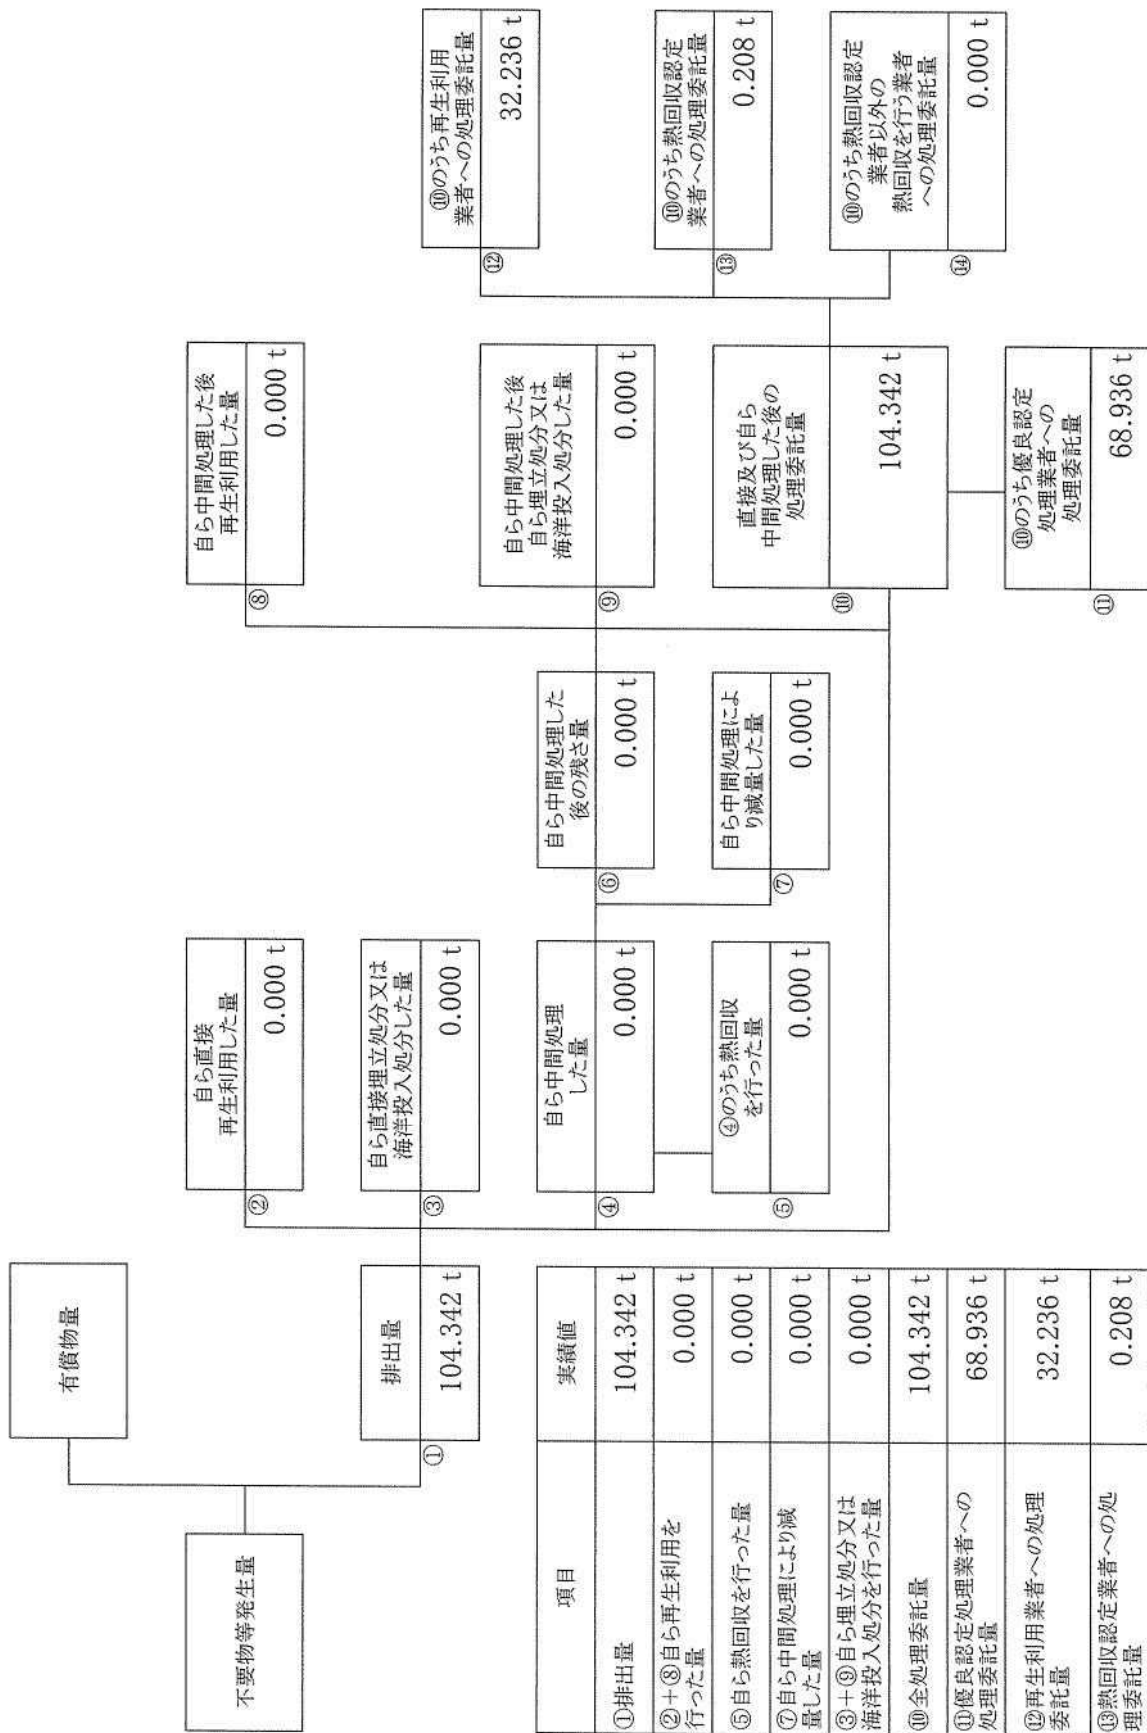 有償物量
不要物等発生量
排出量
①
104.342 t
自ら直接
再生利用した量
②
0.000 t
自ら直接埋立処分又は
海洋投入処分した量
③
0.000 t
自ら中間処理
した量
④
0.000 t
④のうち熱回収
を行った量
⑤
0.000 t
自ら中間処理した
後の残さ量
⑥
0.000 t
自ら中間処理によ
り減量した量
⑦
0.000 t
自ら中間処理した後
再生利用した量
⑧
0.000 t
自ら中間処理した後
自ら埋立処分又は
海洋投入処分した量
⑨
0.000 t
直接及び自ら
中間処理した後の
処理委託量
⑩
104.342 t
⑩のうち優良認定
処理業者への
処理委託量
⑪
68.936 t
⑩のうち再生利用
業者への処理委託量
⑫
32.236 t
⑩のうち熱回収認定
業者への処理委託量
⑬
0.208 t
⑩のうち熱回収認定
業者以外の
熱回収を行う業者
への処理委託量
⑭
0.000 t
項目
実績値
①排出量
104.342 t
②+⑧自ら再生利用を
行った量
0.000 t
⑤自ら熱回収を行った量
0.000 t
⑦自ら中間処理により減
量した量
0.000 t
③+⑨自ら埋立処分又は
海洋投入処分を行った量
0.000 t
⑩全処理委託量
104.342 t
⑪優良認定処理業者への
処理委託量
68.936 t
⑫再生利用業者への処理
委託量
32.236 t
⑬熱回収認定業者への処
理委託量
0.208 t